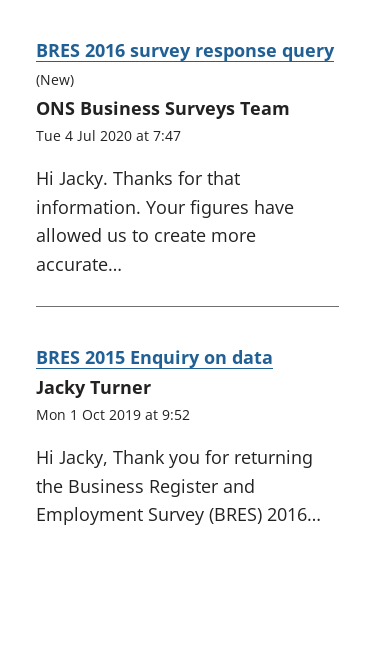 BRES 2016 survey response query
(New)
ONS Business Surveys Team
Tue 4 Jul 2020 at 7:47
Hi Jacky. Thanks for that
information. Your figures have
allowed us to create more
accurate...
BRES 2015 Enquiry on data
Jacky Turner
Mon 1 Oct 2019 at 9:52
Hi Jacky, Thank you for returning
the Business Register and
Employment Survey (BRES) 2016...